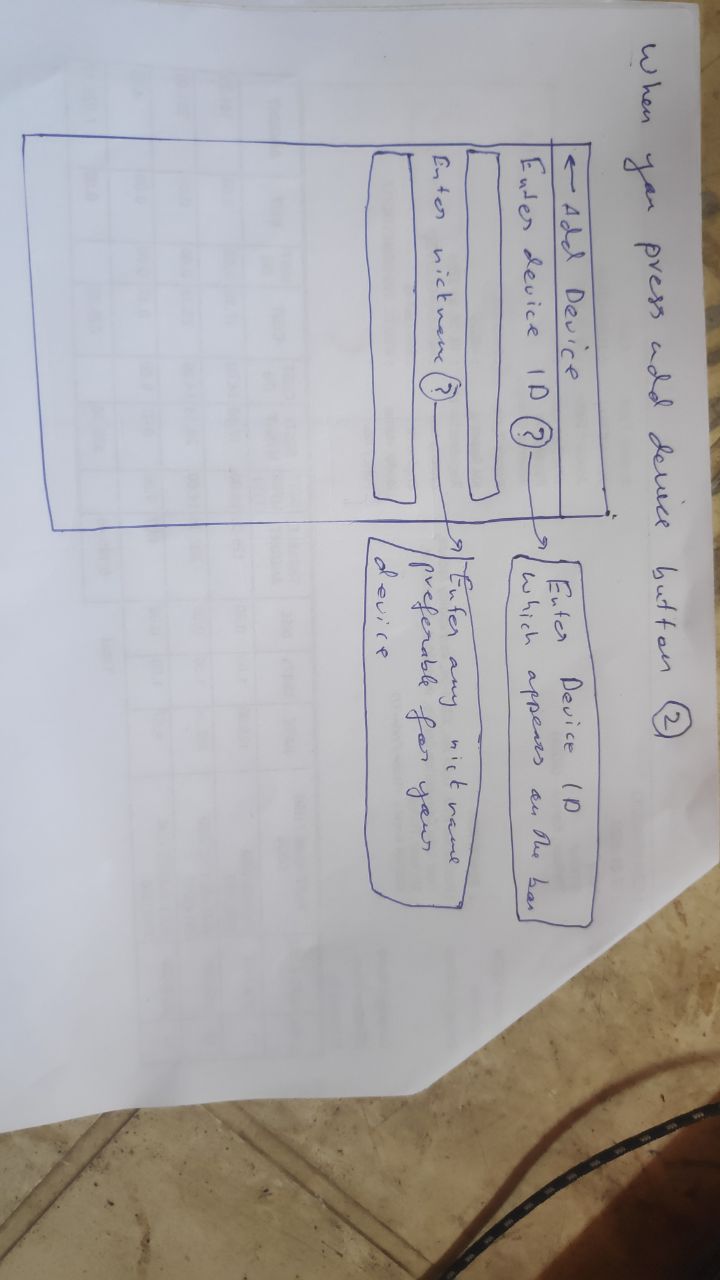 When you press add device button ②
← Add Device
Enter device ID ?
Enter Device ID
which appears on the box
Enter nickname ?
Enter any nickname
preferable for your
device